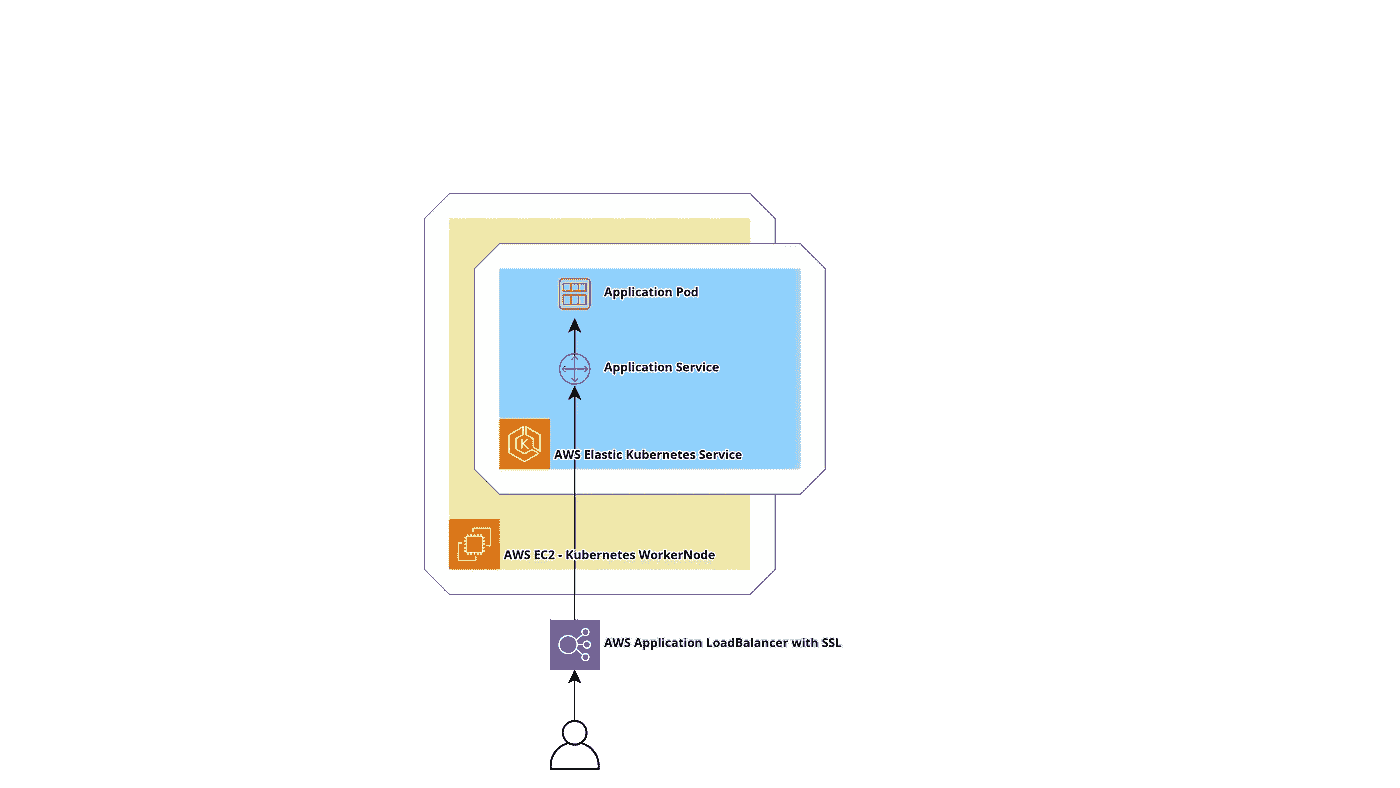 Application Pod
Application Service
AWS Elastic Kubernetes Service
AWS EC2 - Kubernetes WorkerNode
AWS Application LoadBalancer with SSL